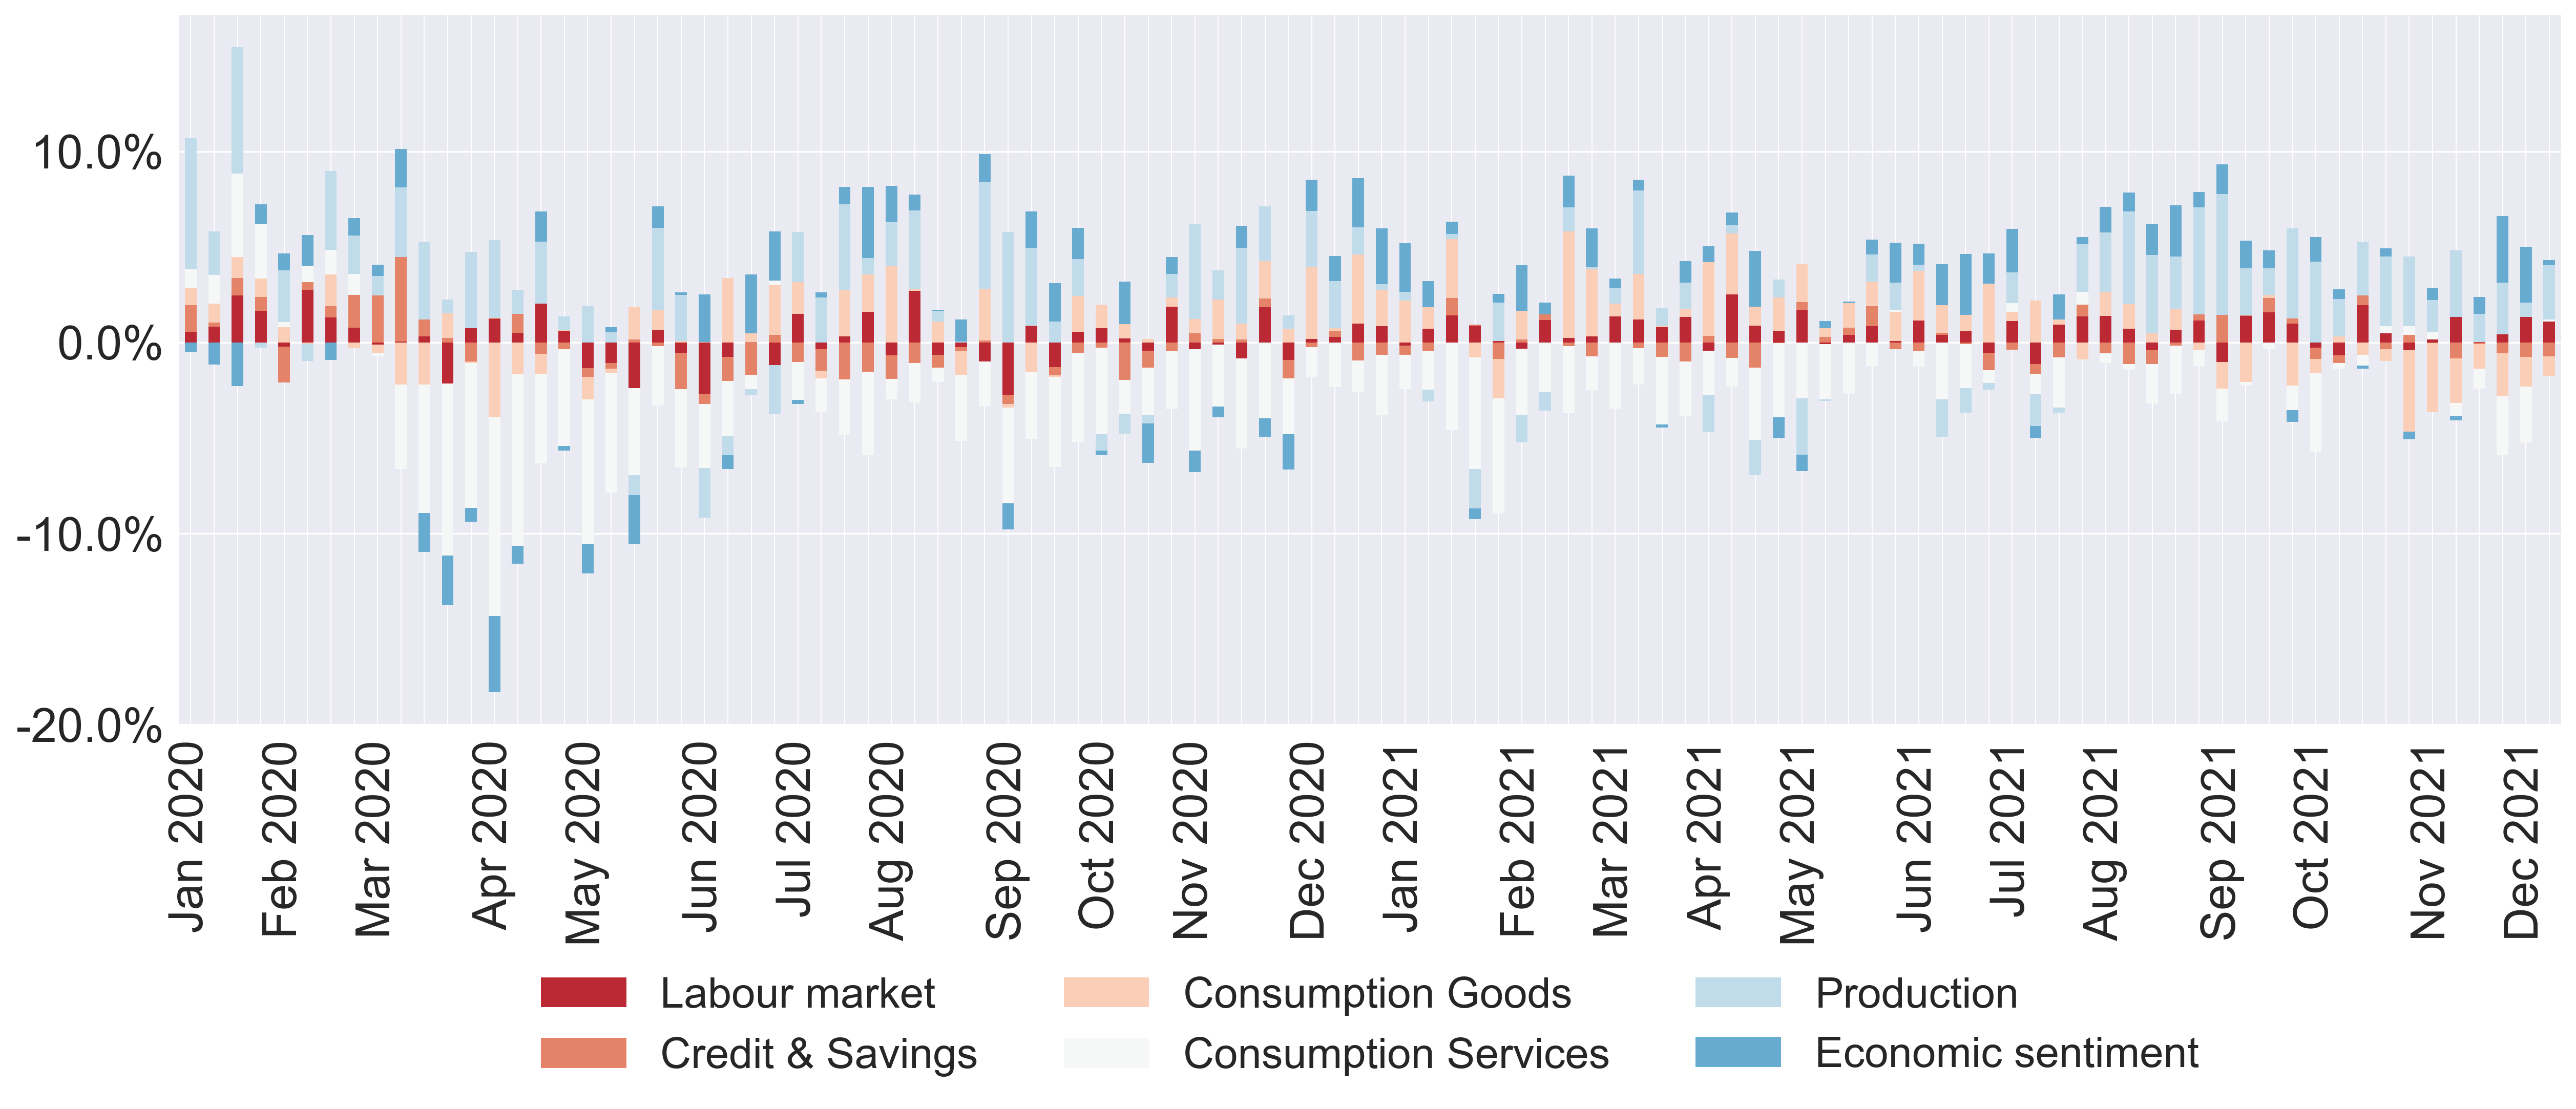 10.0%
0.0%
-10.0%
-20.0%
Jan 2020
Feb 2020
Mar 2020
Apr 2020
May 2020
Jun 2020
Jul 2020
Aug 2020
Sep 2020
Oct 2020
Nov 2020
Dec 2020
Jan 2021
Feb 2021
Mar 2021
Apr 2021
May 2021
Jun 2021
Jul 2021
Aug 2021
Sep 2021
Oct 2021
Nov 2021
Dec 2021
Labour market
Consumption Goods
Production
Credit & Savings
Consumption Services
Economic sentiment